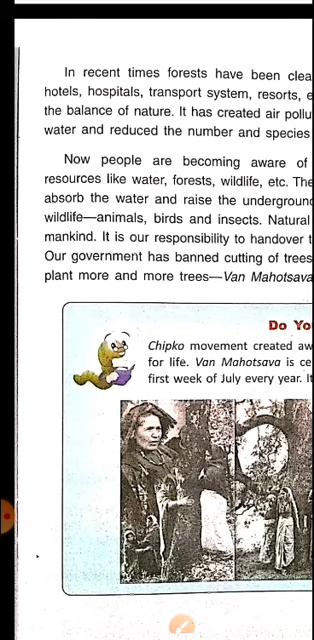 In recent times forests have been clea
hotels, hospitals, transport system, resorts, e
the balance of nature. It has created air pollu
water and reduced the number and species
Now people are becoming aware of
resources like water, forests, wildlife, etc. The
absorb the water and raise the underground
wildlife—animals, birds and insects. Natural
mankind. It is our responsibility to handover t
Our government has banned cutting of trees
plant more and more trees—Van Mahotsava
Do Yo
Chipko movement created aw
for life. Van Mahotsava is ce
first week of July every year. It